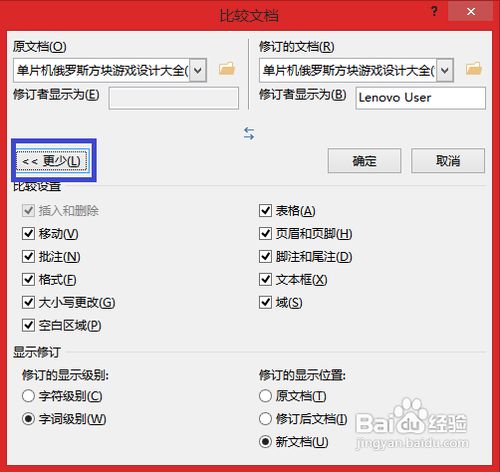 比较文档
? ×
原文档(O) 修订的文档(R)
单片机俄罗斯方块游戏设计大全( 单片机俄罗斯方块游戏设计大全(
修订者显示为(E) 修订者显示为(B) Lenovo User
<< 更少(L) 确定 取消
比较设置
插入和删除 表格(A)
移动(V) 页眉和页脚(H)
批注(N) 脚注和尾注(D)
格式(F) 文本框(X)
大小写更改(G) 域(S)
空白区域(P)
显示修订
修订的显示级别: 修订的显示位置:
字符级别(C) 原文档(T)
字词级别(W) 修订后文档(I)
新文档(U)
Baidu 经验
jingyan.baidu.com